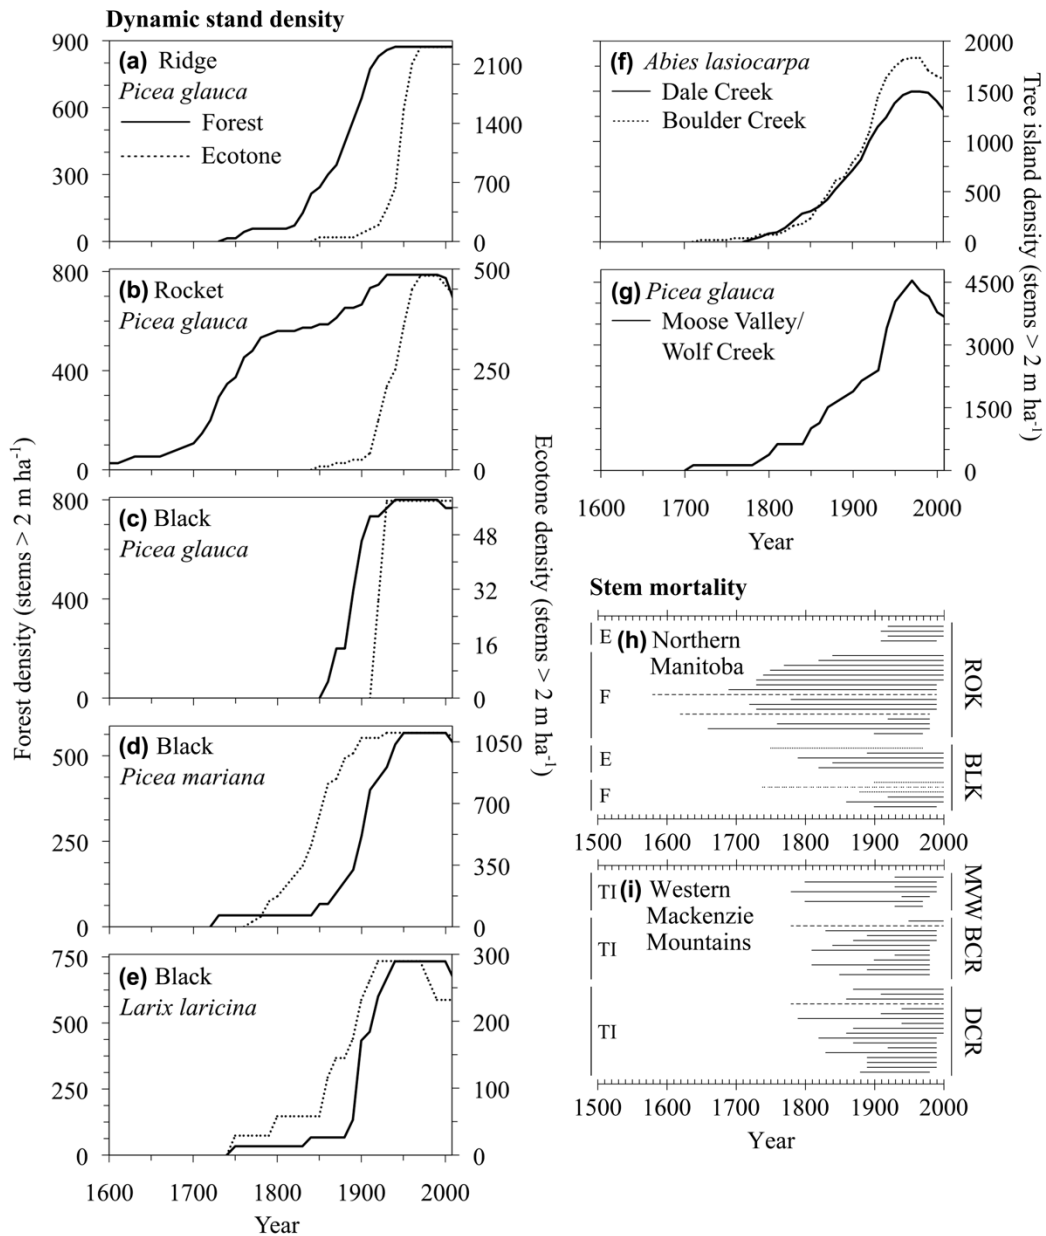 Dynamic stand density
900
600
300
0
(a) Ridge
Picea glauca
Forest
Ecotone
2100
1400
700
0
800
400
0
(b) Rocket
Picea glauca
500
250
0
800
400
0
(c) Black
Picea glauca
48
32
16
0
500
250
0
(d) Black
Picea mariana
1050
700
350
0
750
500
250
0
(e) Black
Larix laricina
300
200
100
0
1600 1700 1800 1900 2000
Year
Forest density (stems > 2 m ha⁻¹)
Ecotone density (stems > 2 m ha⁻¹)
(f) Abies lasiocarpa
Dale Creek
Boulder Creek
2000
1500
1000
500
0
(g) Picea glauca
Moose Valley/
Wolf Creek
4500
3000
1500
0
1600 1700 1800 1900 2000
Year
Tree island density (stems > 2 m ha⁻¹)
Stem mortality
1500 1600 1700 1800 1900 2000
(h) Northern
Manitoba
E
F
ROK
E
F
BLK
1500 1600 1700 1800 1900 2000
(i) Western
Mackenzie
Mountains
TI
MVW
TI
BCR
TI
DCR
1500 1600 1700 1800 1900 2000
Year